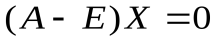 (A - E)X = 0